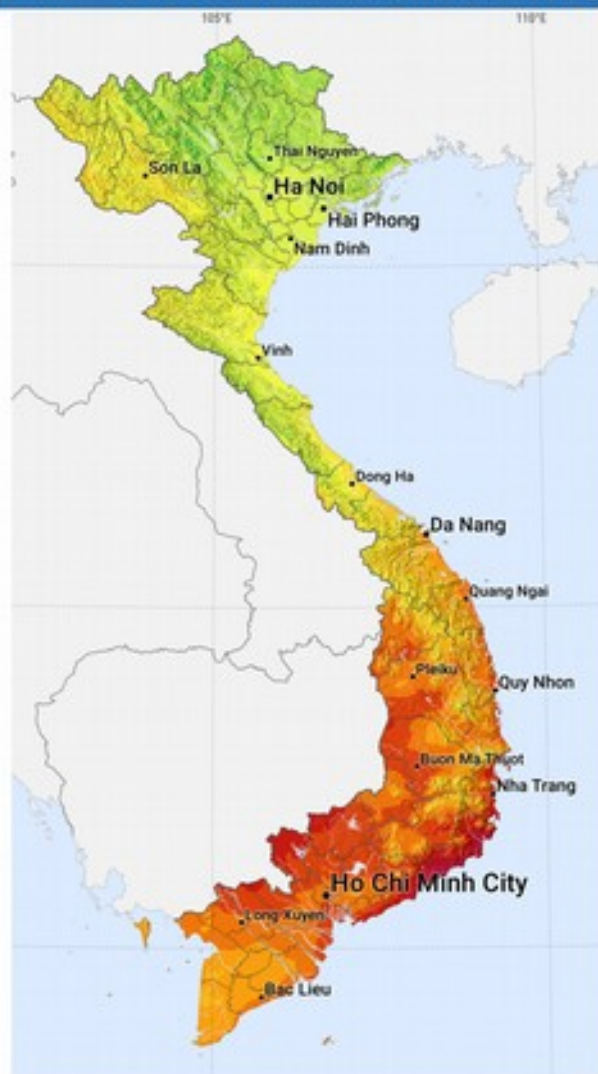 105°E 110°E
Thai Nguyen
Son La
Ha Noi
Hai Phong
Nam Dinh
Vinh
Dong Ha
Da Nang
Quang Ngai
Pleiku
Quy Nhon
Buon Ma Thuot
Nha Trang
Ho Chi Minh City
Long Xuyen
Bac Lieu